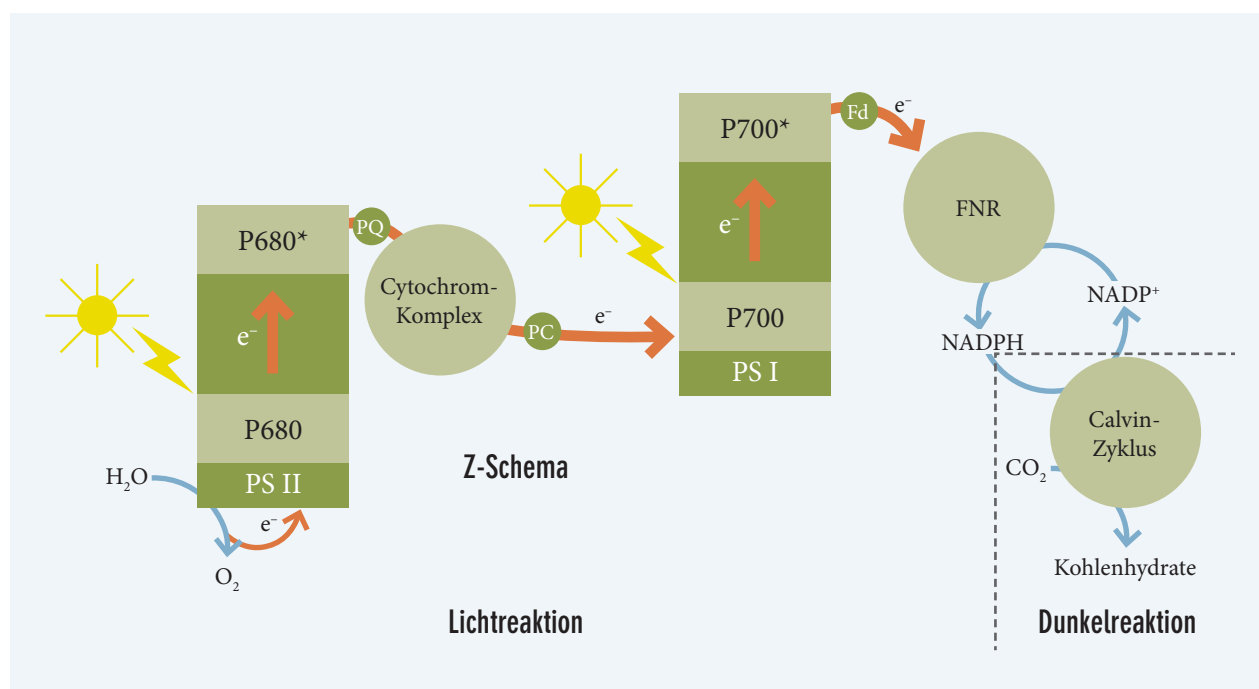 P700*
Fd
e⁻
e⁻
FNR
P680*
PQ
Cytochrom-
Komplex
e⁻
PC
e⁻
P700
PS I
NADP⁺
NADPH
P680
Calvin-
Zyklus
Z-Schema
CO₂
H₂O
PS II
e⁻
O₂
Kohlenhydrate
Lichtreaktion
Dunkelreaktion